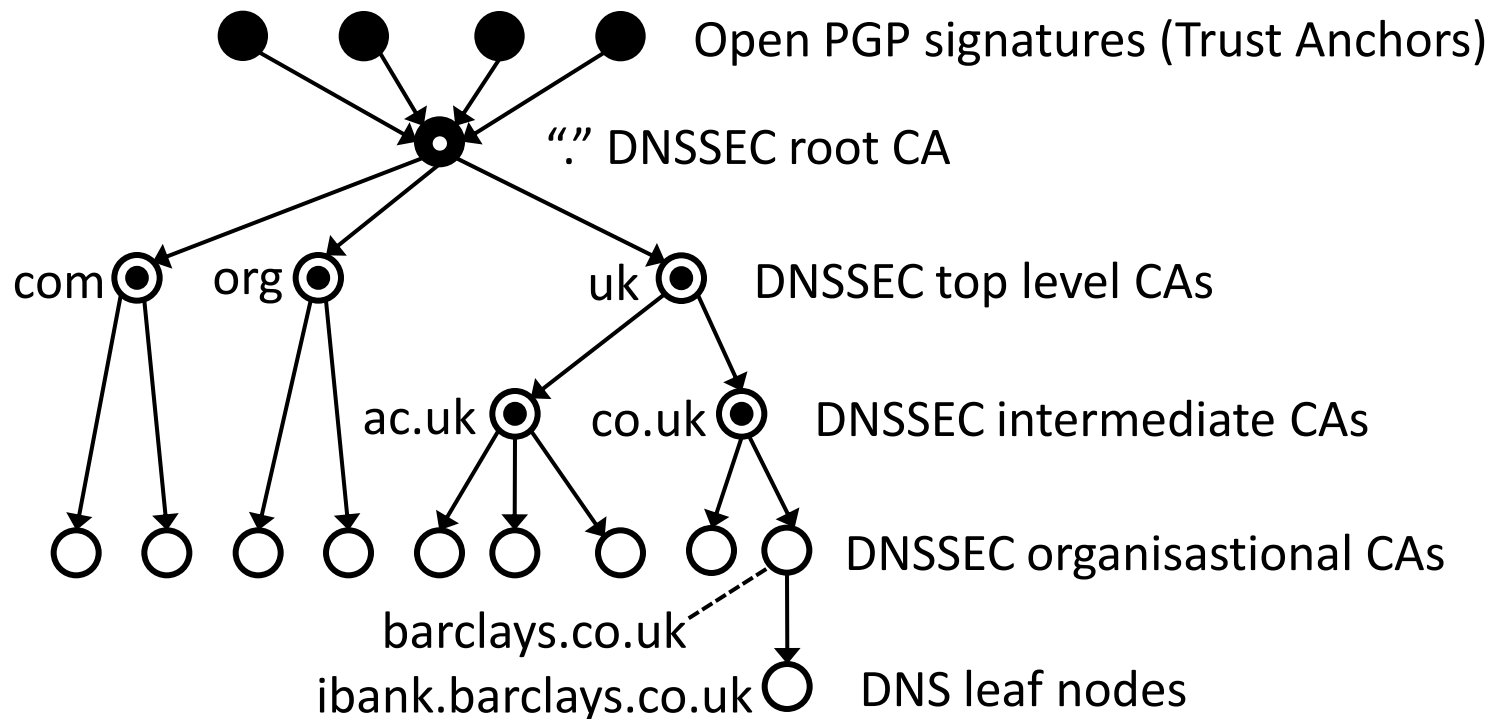 Open PGP signatures (Trust Anchors)
“.” DNSSEC root CA
com
org
uk
DNSSEC top level CAs
ac.uk
co.uk
DNSSEC intermediate CAs
DNSSEC organisastional CAs
barclays.co.uk
ibank.barclays.co.uk
DNS leaf nodes